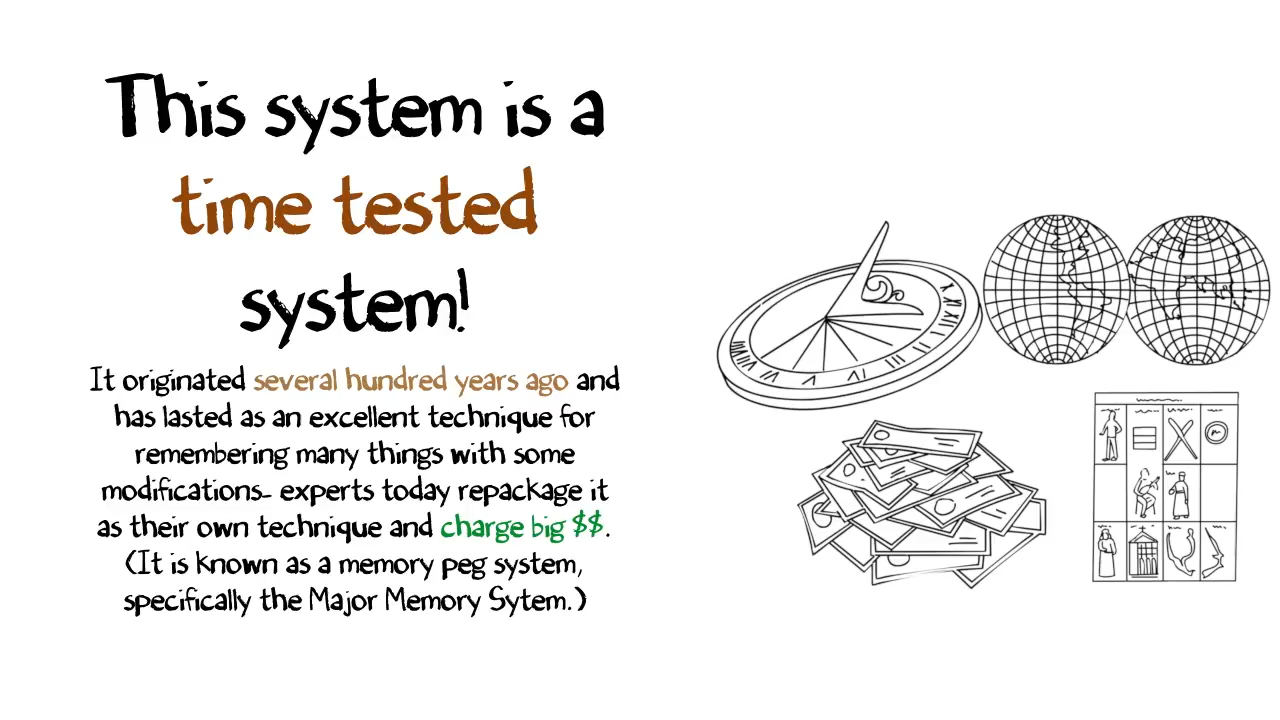 This system is a
time tested
system!
It originated several hundred years ago and
has lasted as an excellent technique for
remembering many things with some
modifications- experts today repackage it
as their own technique and charge big $$.
(It is known as a memory peg system,
specifically the Major Memory Sytem.)